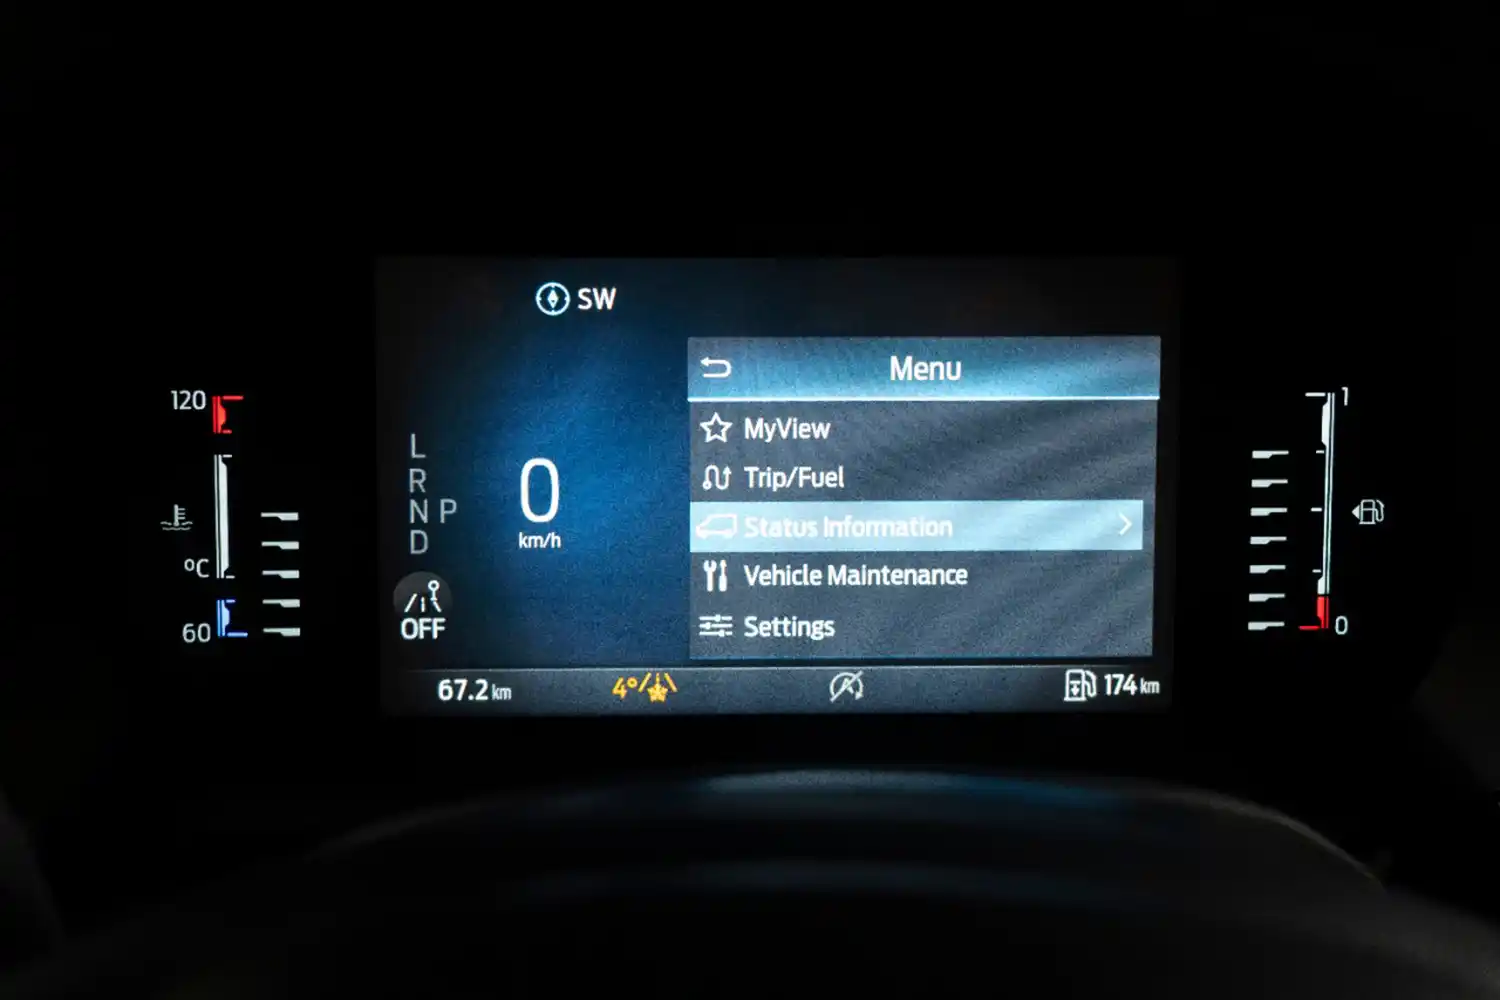 SW
Menu
MyView
Trip/Fuel
Status Information
Vehicle Maintenance
Settings
120
°C
60
L
R
N P
D
0
km/h
OFF
1
0
67.2 km
4°
174 km